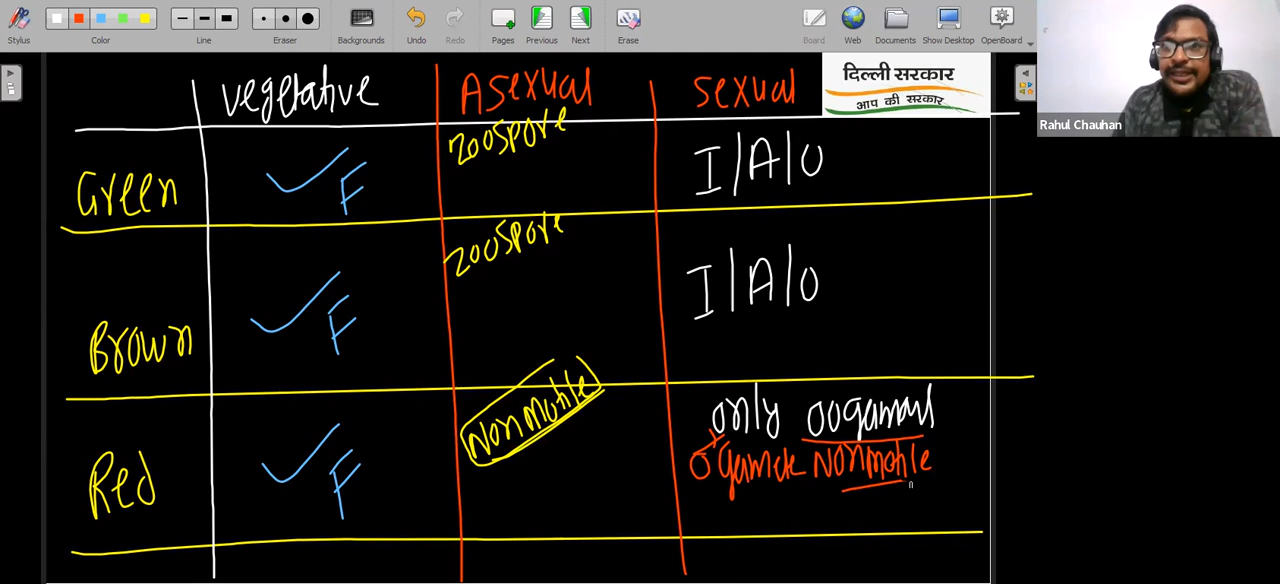 Stylus
Color
Line
Eraser
Backgrounds
Undo
Redo
Pages
Previous
Next
Erase
Board
Web
Documents
Show Desktop
OpenBoard
Rahul Chauhan
दिल्ली सरकार
आप की सरकार
vegetative Asexual sexual
Green F zoospore I/A/O
Brown F zoospore I/A/O
Red F Nonmotile only oogamous
♂ gamete Nonmotile